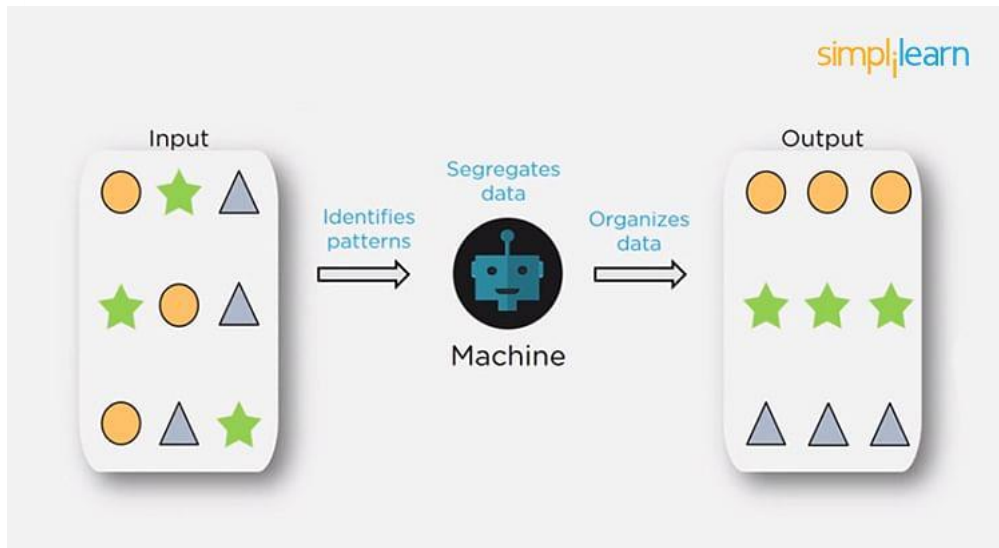 simplilearn
Input
Output
Segregates
data
Identifies
patterns
Organizes
data
Machine